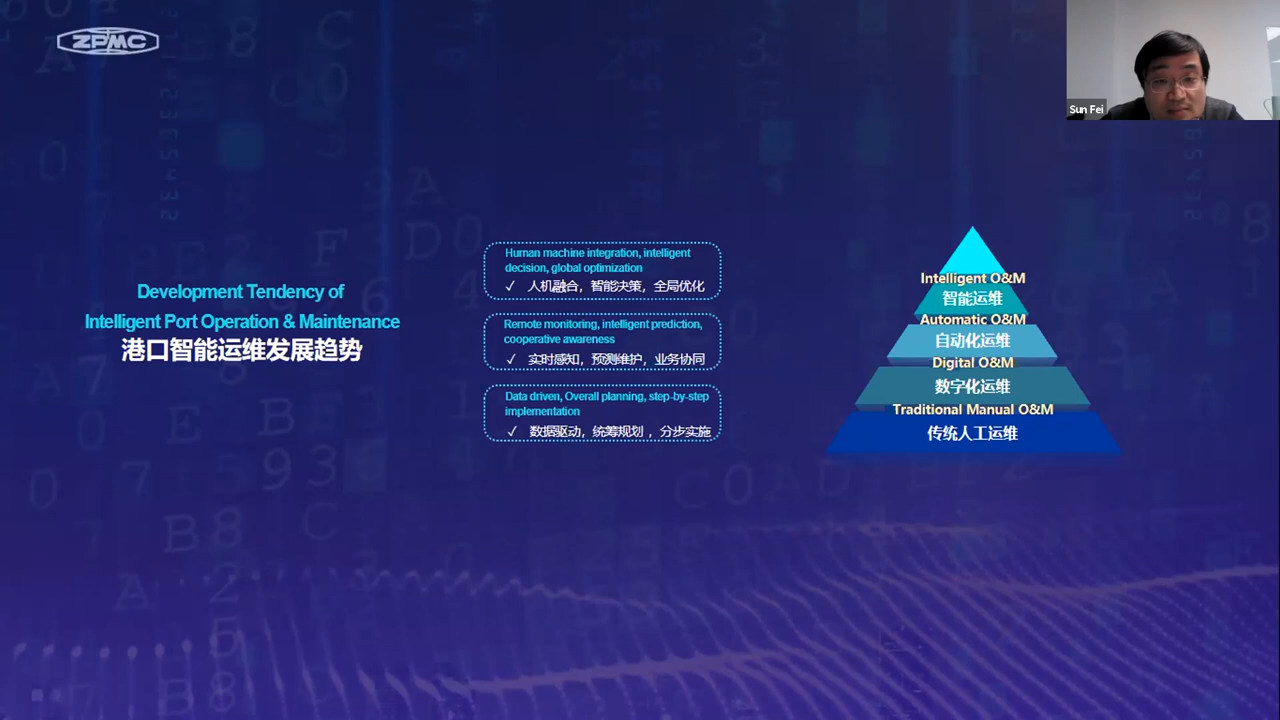 ZPMC
Sun Fei
Development Tendency of
Intelligent Port Operation & Maintenance
港口智能运维发展趋势
Human machine integration, intelligent
decision, global optimization
✓ 人机融合，智能决策，全局优化
Remote monitoring, intelligent prediction,
cooperative awareness
✓ 实时感知，预测维护，业务协同
Data driven, Overall planning, step-by-step
implementation
✓ 数据驱动，统筹规划 ，分步实施
Intelligent O&M
智能运维
Automatic O&M
自动化运维
Digital O&M
数字化运维
Traditional Manual O&M
传统人工运维